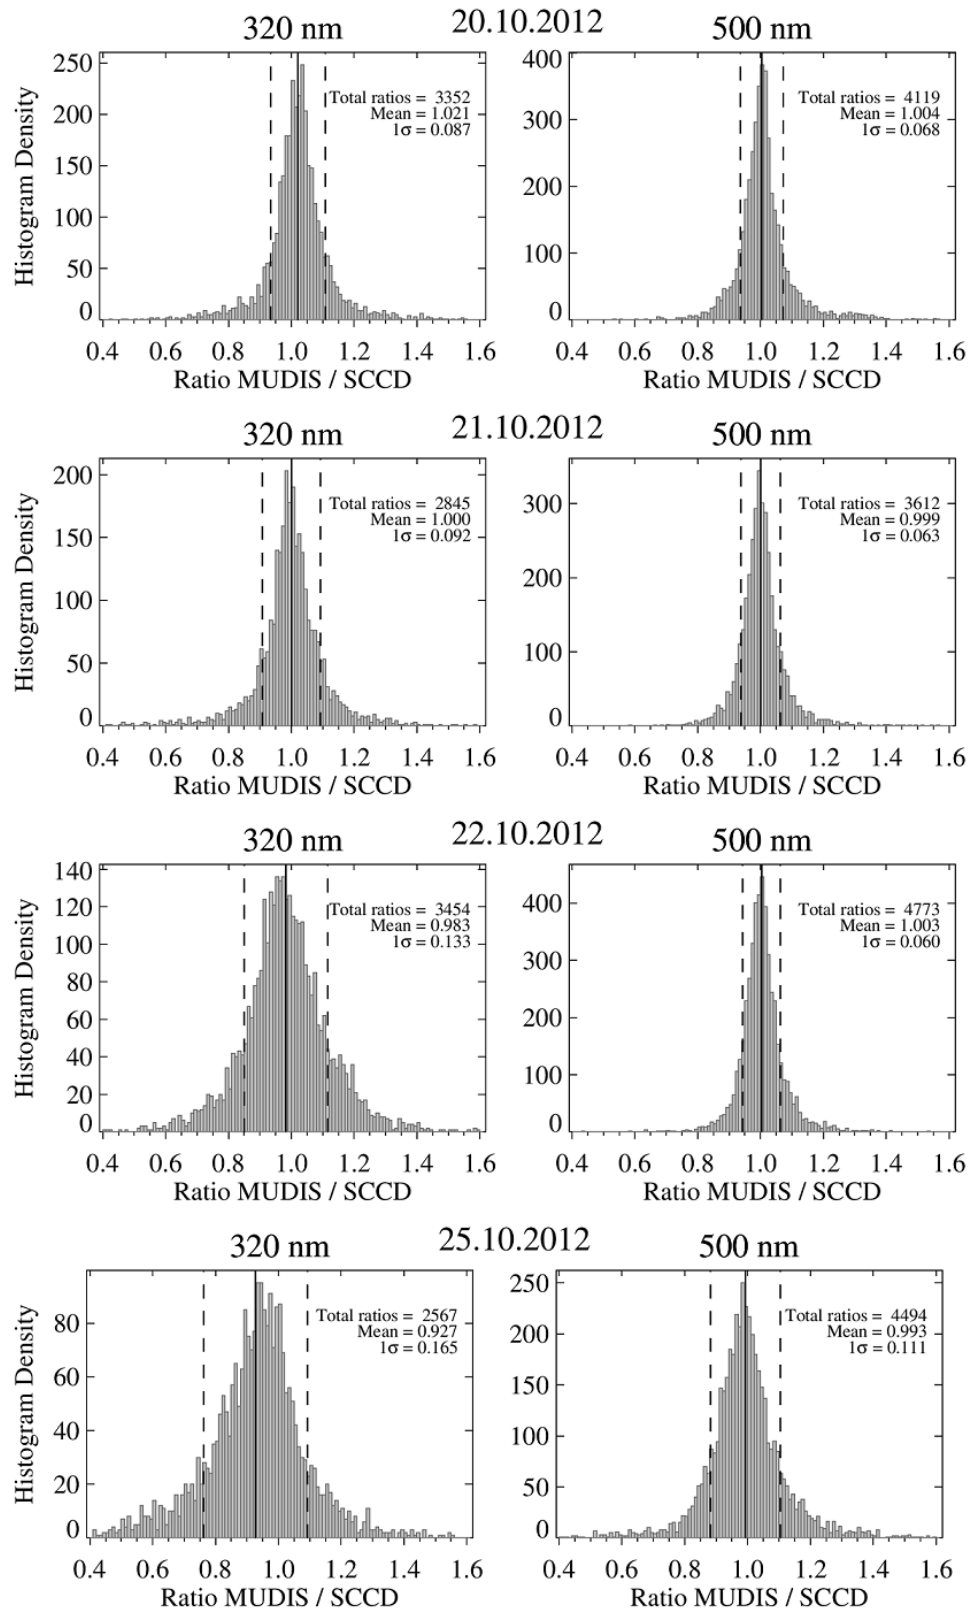 20.10.2012
320 nm
500 nm
Histogram Density
250
200
150
100
50
0
Total ratios = 3352
Mean = 1.021
1σ = 0.087
0.4 0.6 0.8 1.0 1.2 1.4 1.6
Ratio MUDIS / SCCD
400
300
200
100
0
Total ratios = 4119
Mean = 1.004
1σ = 0.068
0.4 0.6 0.8 1.0 1.2 1.4 1.6
Ratio MUDIS / SCCD
21.10.2012
320 nm
500 nm
Histogram Density
200
150
100
50
0
Total ratios = 2845
Mean = 1.000
1σ = 0.092
0.4 0.6 0.8 1.0 1.2 1.4 1.6
Ratio MUDIS / SCCD
300
200
100
0
Total ratios = 3612
Mean = 0.999
1σ = 0.063
0.4 0.6 0.8 1.0 1.2 1.4 1.6
Ratio MUDIS / SCCD
22.10.2012
320 nm
500 nm
Histogram Density
140
120
100
80
60
40
20
0
Total ratios = 3454
Mean = 0.983
1σ = 0.133
0.4 0.6 0.8 1.0 1.2 1.4 1.6
Ratio MUDIS / SCCD
400
300
200
100
0
Total ratios = 4773
Mean = 1.003
1σ = 0.060
0.4 0.6 0.8 1.0 1.2 1.4 1.6
Ratio MUDIS / SCCD
25.10.2012
320 nm
500 nm
Histogram Density
80
60
40
20
0
Total ratios = 2567
Mean = 0.927
1σ = 0.165
0.4 0.6 0.8 1.0 1.2 1.4 1.6
Ratio MUDIS / SCCD
250
200
150
100
50
0
Total ratios = 4494
Mean = 0.993
1σ = 0.111
0.4 0.6 0.8 1.0 1.2 1.4 1.6
Ratio MUDIS / SCCD